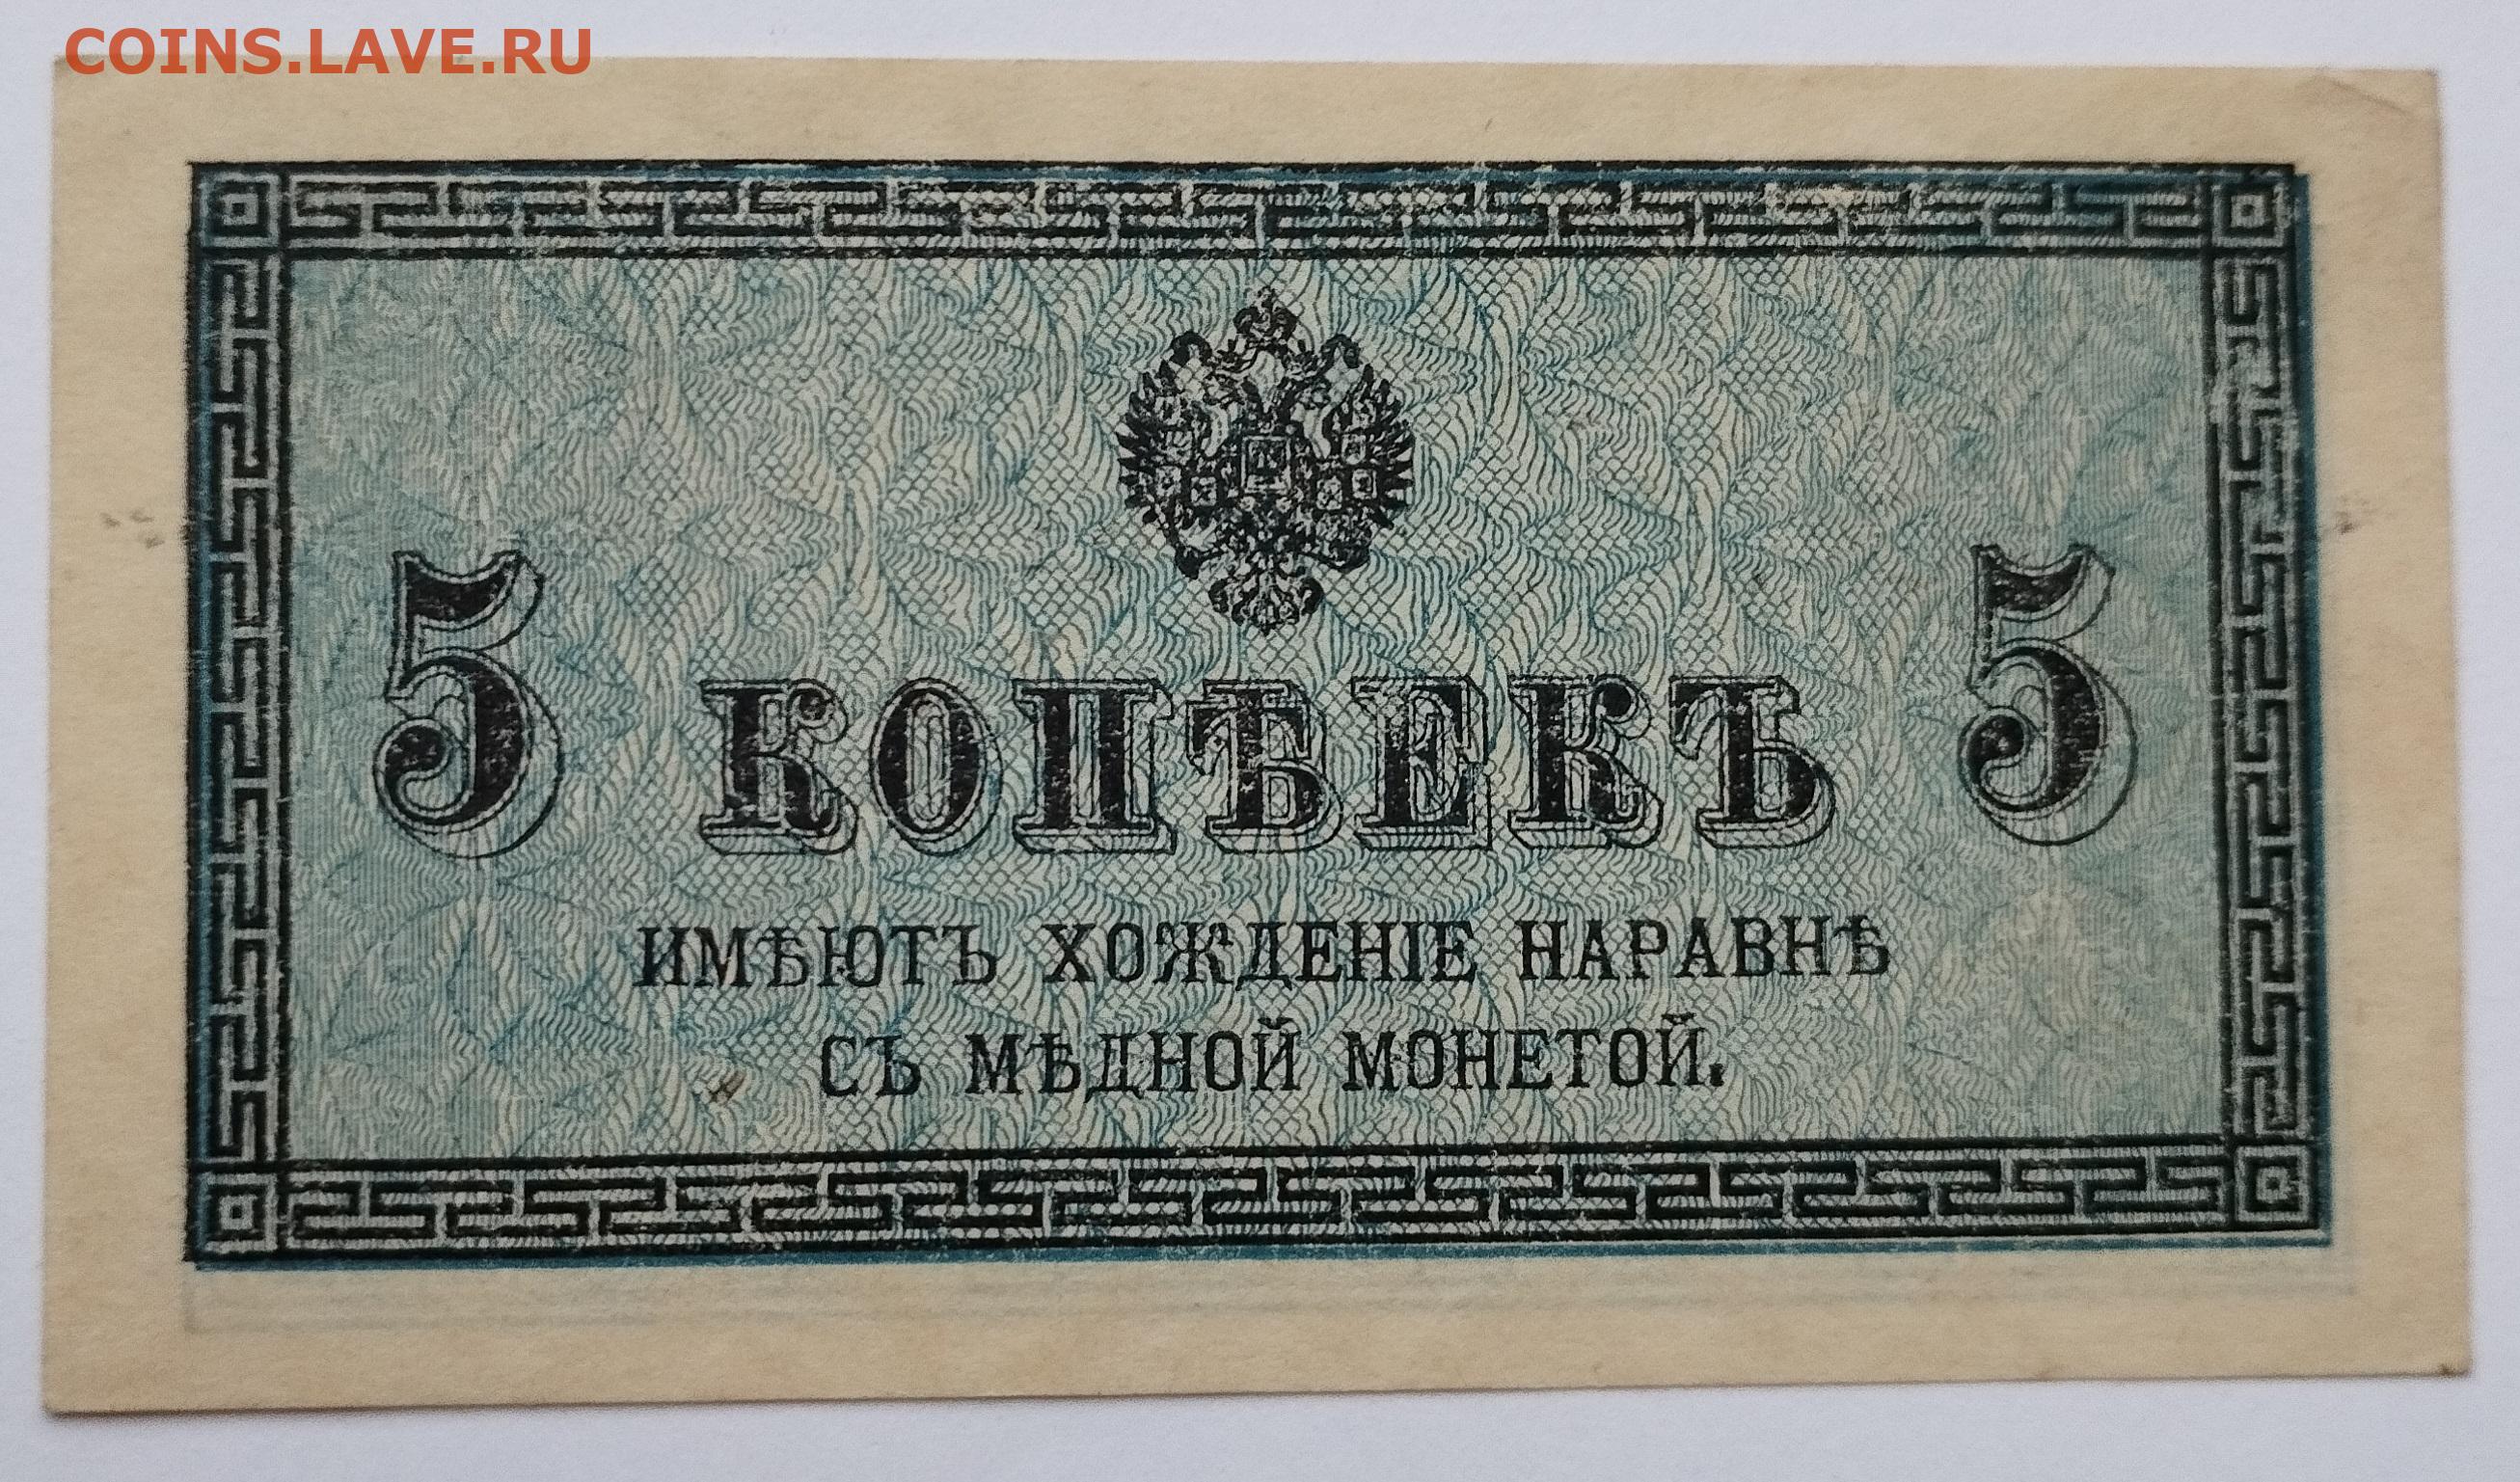 COINS.LAVE.RU
5 КОПѢЕКЪ 5
ИМѢЮТЪ ХОЖДЕНІЕ НАРАВНѢ
СЪ МѢДНОЙ МОНЕТОЙ.